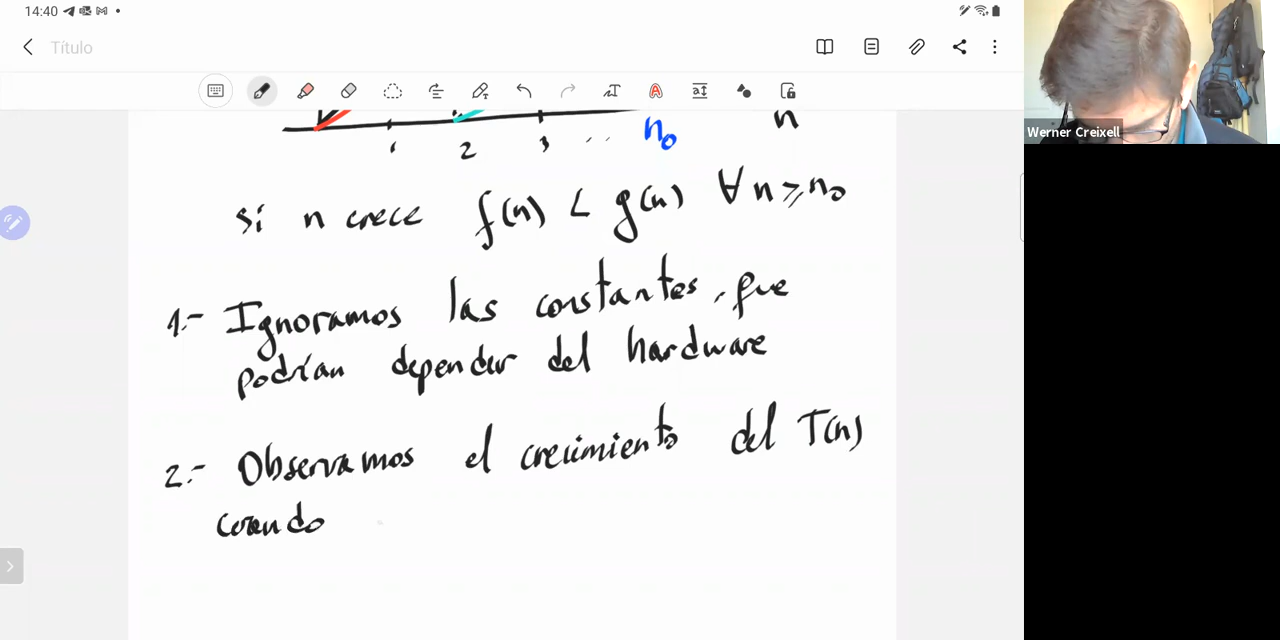 14:40
Título
Werner Creixell
1 2 3 ... n₀ n
si n crece f(n) < g(n) ∀ n ≥ n₀
1.- Ignoramos las constantes, que
podrían depender del hardware
2.- Observamos el crecimiento del T(n)
cuando